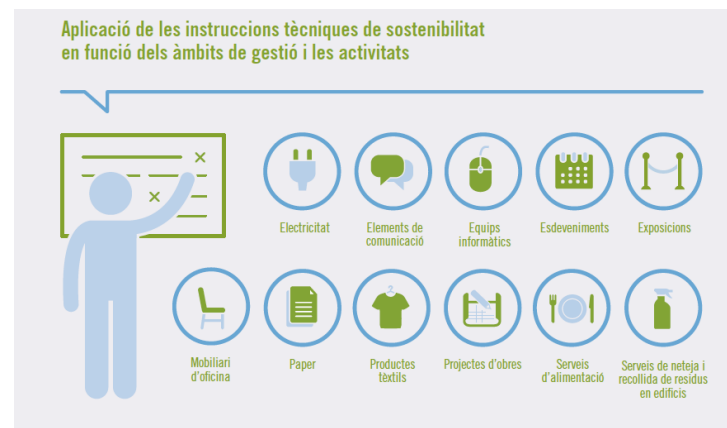 Aplicació de les instruccions tècniques de sostenibilitat
en funció dels àmbits de gestió i les activitats
Electricitat
Elements de
comunicació
Equips
informàtics
Esdeveniments
Exposicions
Mobiliari
d'oficina
Paper
Productes
tèxtils
Projectes d'obres
Serveis
d'alimentació
Serveis de neteja i
recollida de residus
en edificis